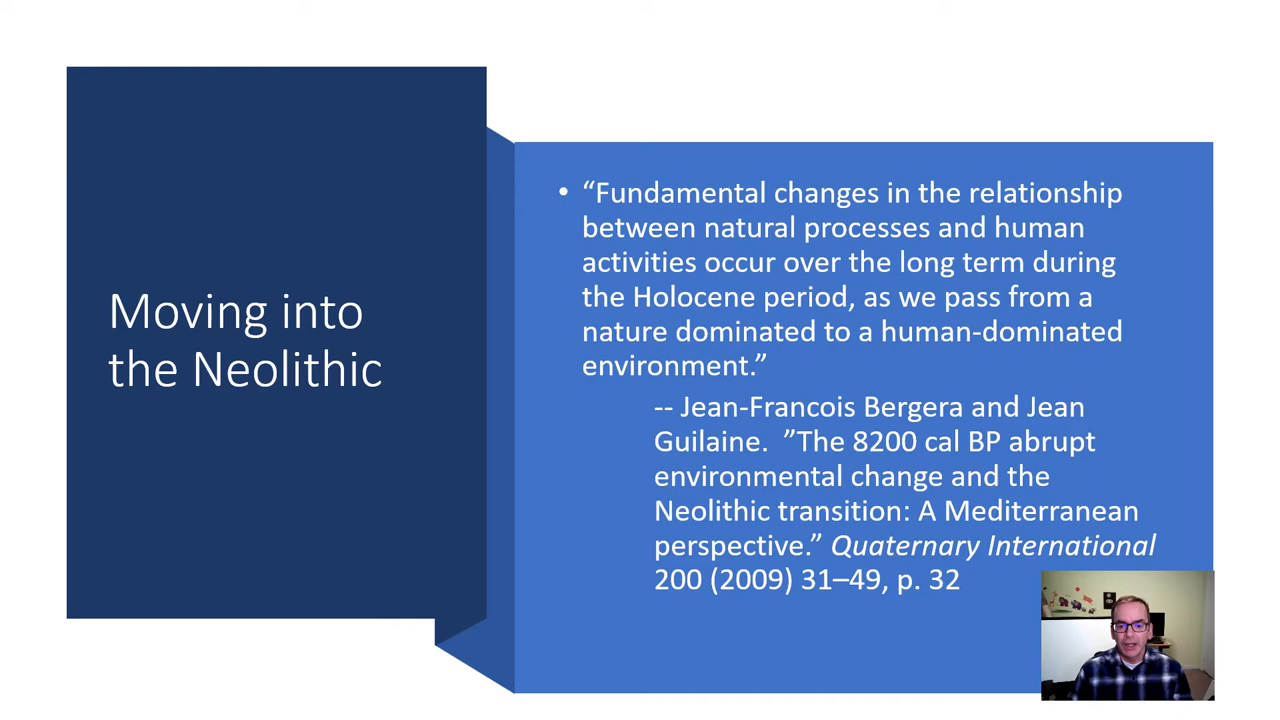 Moving into
the Neolithic
• “Fundamental changes in the relationship
between natural processes and human
activities occur over the long term during
the Holocene period, as we pass from a
nature dominated to a human-dominated
environment.”
-- Jean-Francois Bergera and Jean
Guilaine.  ”The 8200 cal BP abrupt
environmental change and the
Neolithic transition: A Mediterranean
perspective.” Quaternary International
200 (2009) 31–49, p. 32